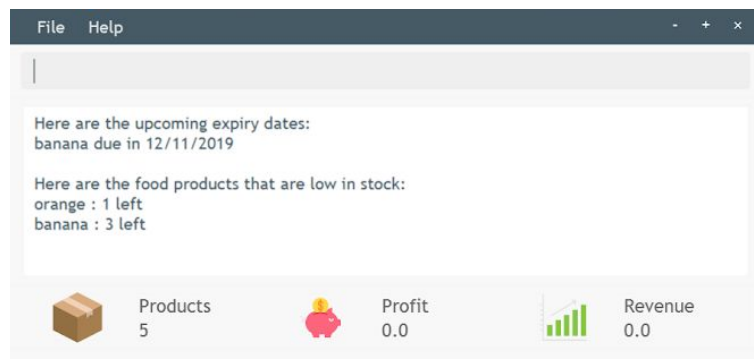 File Help - + ×
Here are the upcoming expiry dates:
banana due in 12/11/2019
Here are the food products that are low in stock:
orange : 1 left
banana : 3 left
Products Profit Revenue
5 0.0 0.0